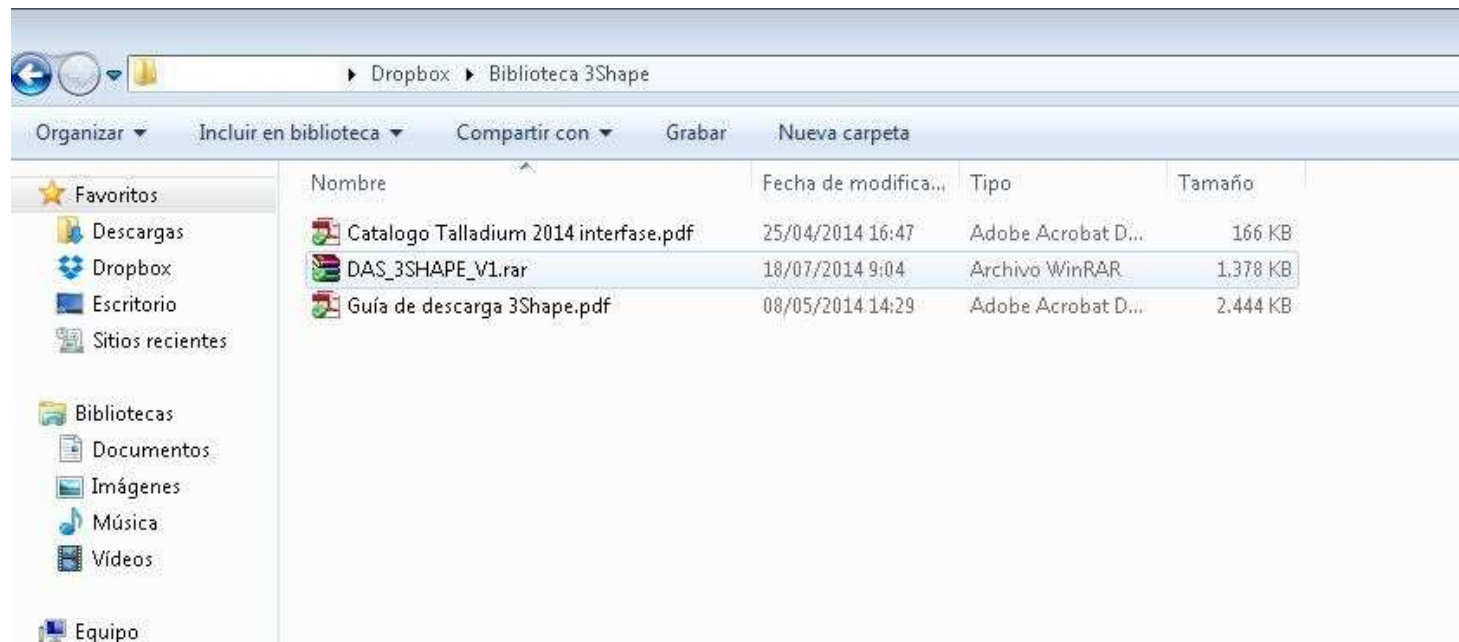 Dropbox Biblioteca 3Shape
Organizar Incluir en biblioteca Compartir con Grabar Nueva carpeta
Favoritos
Descargas
Dropbox
Escritorio
Sitios recientes
Bibliotecas
Documentos
Imágenes
Música
Vídeos
Equipo
Nombre Fecha de modifica... Tipo Tamaño
Catalogo Talladium 2014 interfase.pdf 25/04/2014 16:47 Adobe Acrobat D... 166 KB
DAS_3SHAPE_V1.rar 18/07/2014 9:04 Archivo WinRAR 1.378 KB
Guía de descarga 3Shape.pdf 08/05/2014 14:29 Adobe Acrobat D... 2.444 KB